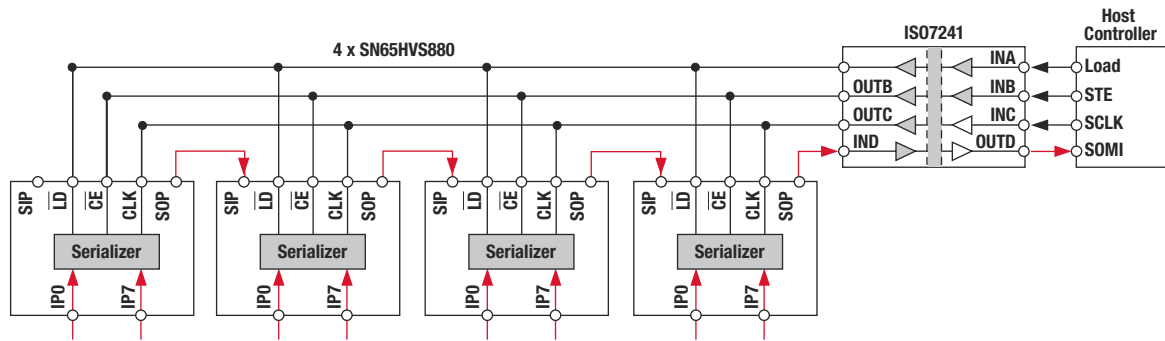 Host
Controller
ISO7241
4 x SN65HVS880
INA
Load
OUTB
INB
STE
OUTC
INC
SCLK
IND
OUTD
SOMI
SIP
LD
CE
CLK
SOP
SIP
LD
CE
CLK
SOP
SIP
LD
CE
CLK
SOP
SIP
LD
CE
CLK
SOP
Serializer
Serializer
Serializer
Serializer
IP0
IP7
IP0
IP7
IP0
IP7
IP0
IP7